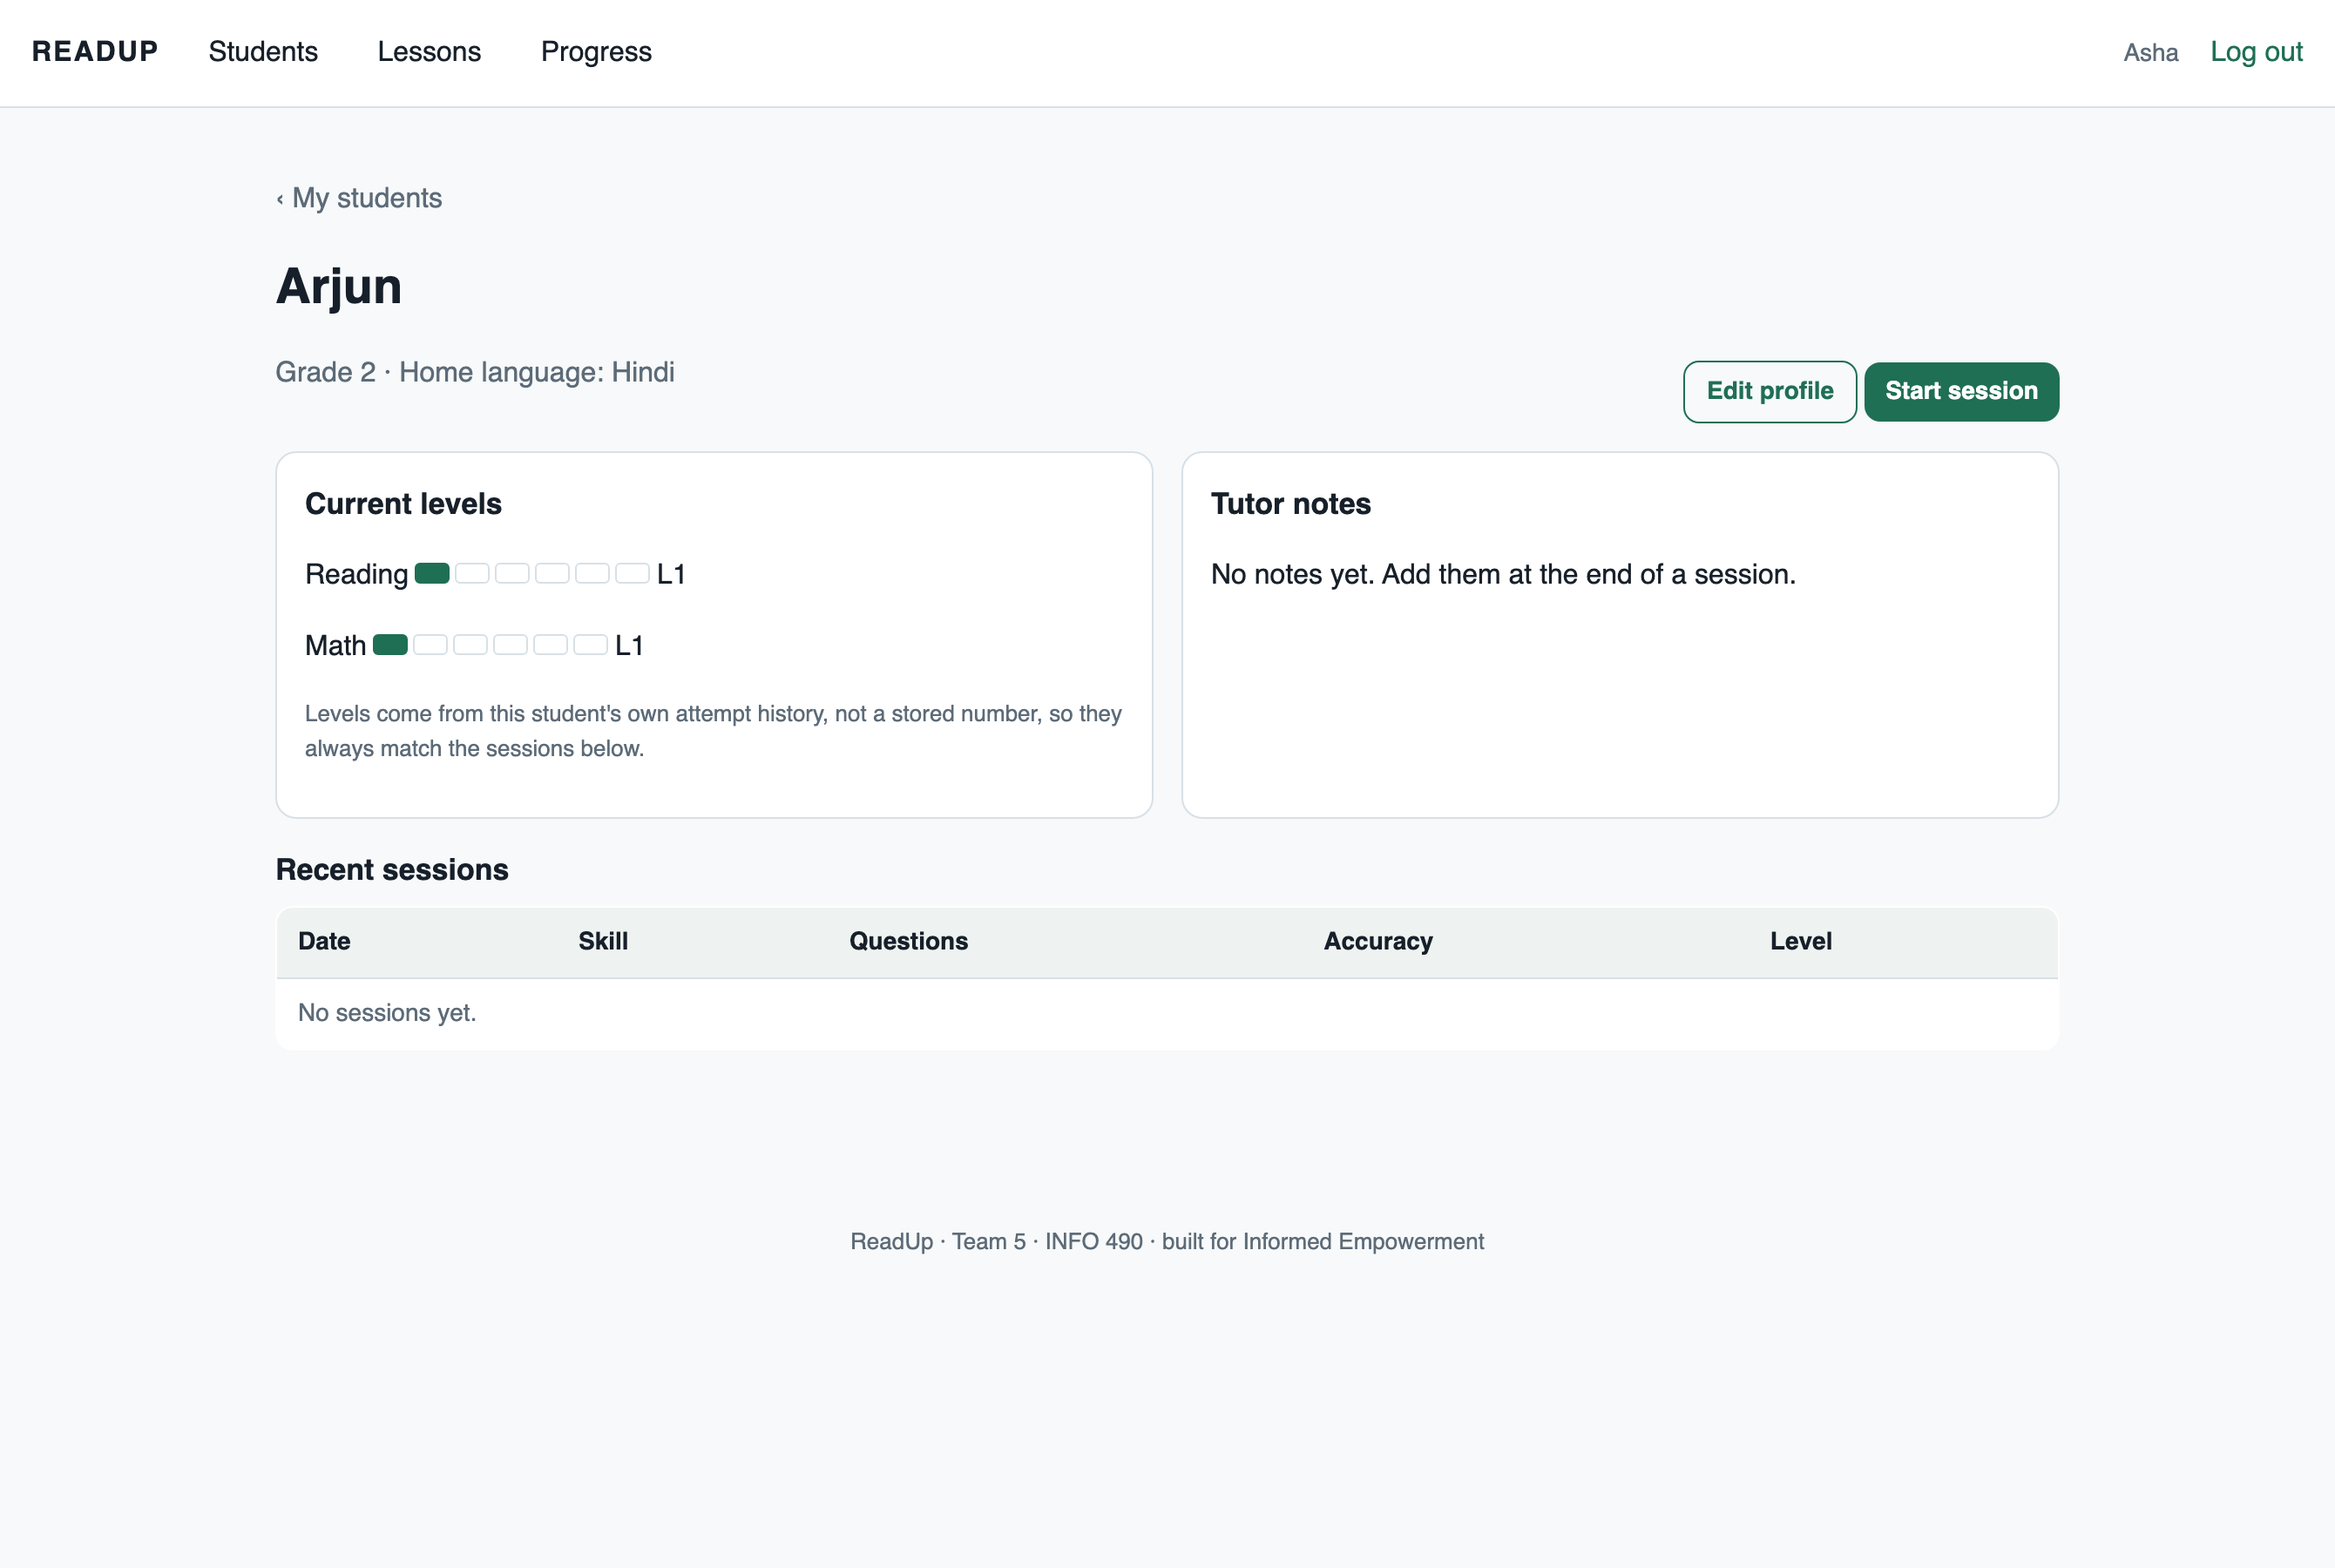 READUP Students Lessons Progress Asha Log out
‹ My students
Arjun
Grade 2 · Home language: Hindi
Edit profile Start session
Current levels
Reading L1
Math L1
Levels come from this student's own attempt history, not a stored number, so they
always match the sessions below.
Tutor notes
No notes yet. Add them at the end of a session.
Recent sessions
Date Skill Questions Accuracy Level
No sessions yet.
ReadUp · Team 5 · INFO 490 · built for Informed Empowerment